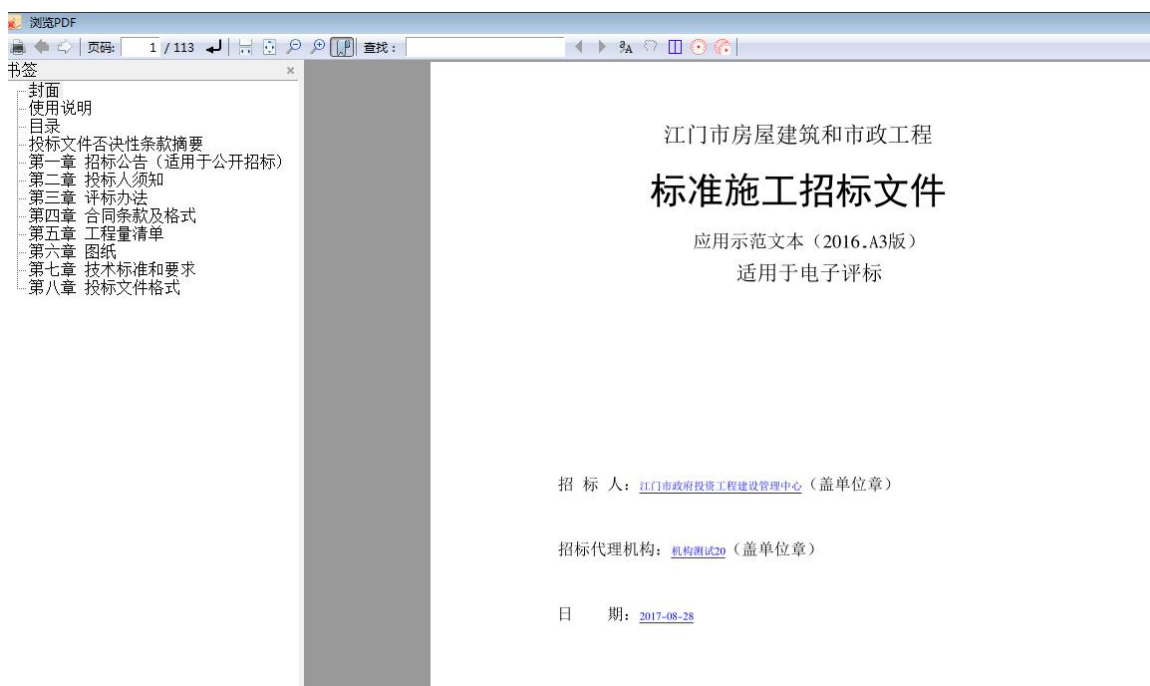 浏览PDF
页码: 1 /113 查找：
书签
封面
使用说明
目录
投标文件否决性条款摘要
第一章 招标公告（适用于公开招标）
第二章 投标人须知
第三章 评标办法
第四章 合同条款及格式
第五章 工程量清单
第六章 图纸
第七章 技术标准和要求
第八章 投标文件格式
江门市房屋建筑和市政工程
标准施工招标文件
应用示范文本（2016.A3版）
适用于电子评标
招 标 人：江门市政府投资工程建设管理中心（盖单位章）
招标代理机构：机构测试20（盖单位章）
日 期：2017-08-28